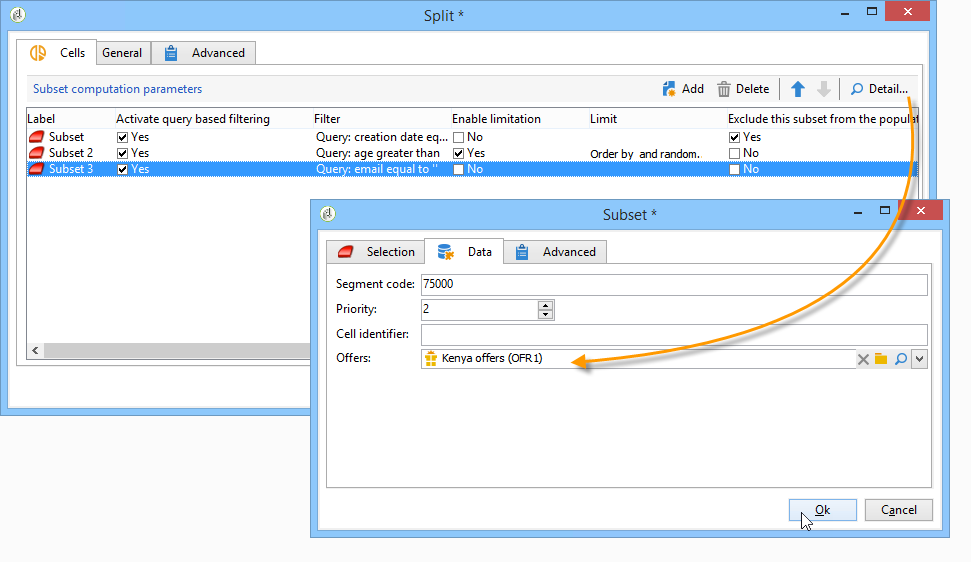 Split *
Cells General Advanced
Subset computation parameters Add Delete Detail...
Label Activate query based filtering Filter Enable limitation Limit Exclude this subset from the populat
Subset Yes Query: creation date eq... No Yes
Subset 2 Yes Query: age greater than Yes Order by and random. No
Subset 3 Yes Query: email equal to '' No No
Subset *
Selection Data Advanced
Segment code: 75000
Priority: 2
Cell identifier:
Offers: Kenya offers (OFR1)
Ok Cancel